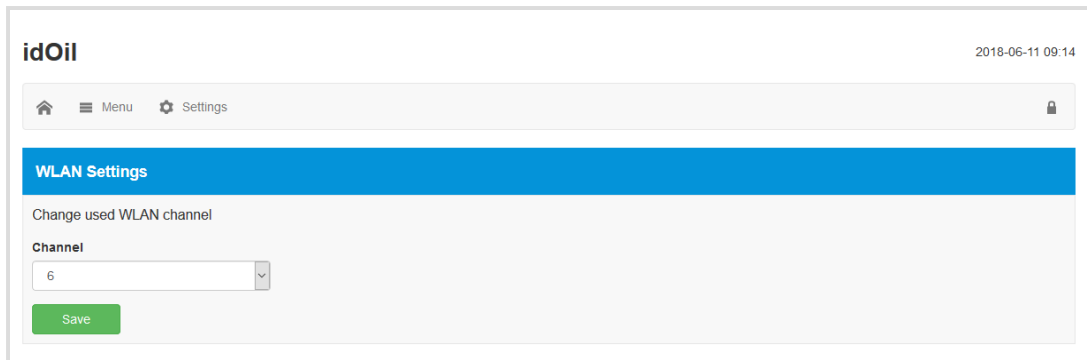 idOil
2018-06-11 09:14
Menu Settings
WLAN Settings
Change used WLAN channel
Channel
6
Save